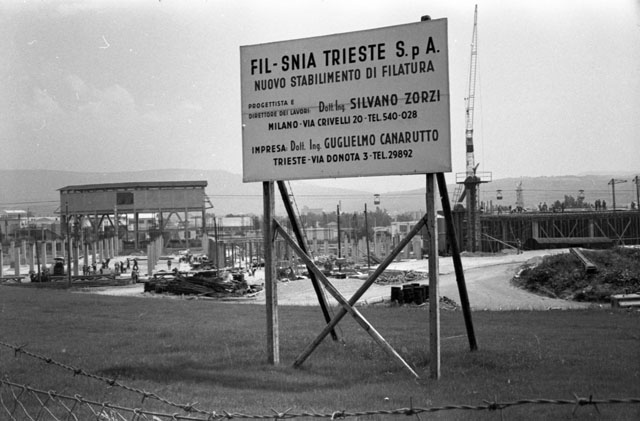 FIL-SNIA TRIESTE S.p A.
NUOVO STABILIMENTO DI FILATURA
PROGETTISTA E
DIRETTORE DEI LAVORI Dott. Ing. SILVANO ZORZI
MILANO - VIA CRIVELLI 20 - TEL. 540-028
IMPRESA: Dott. Ing. GUGLIELMO CANARUTTO
TRIESTE - VIA DONOTA 3 - TEL. 29892